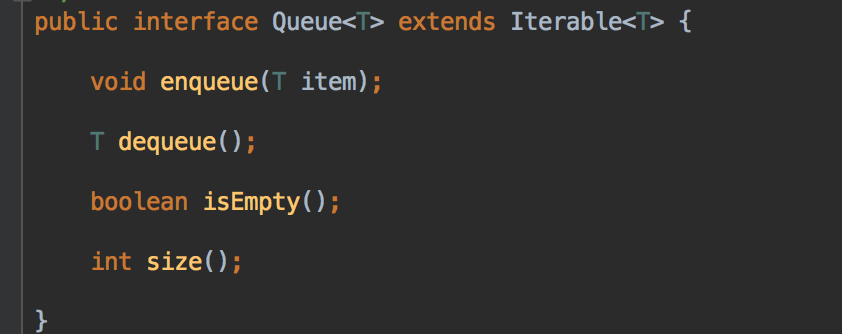 public interface Queue<T> extends Iterable<T> {
void enqueue(T item);
T dequeue();
boolean isEmpty();
int size();
}